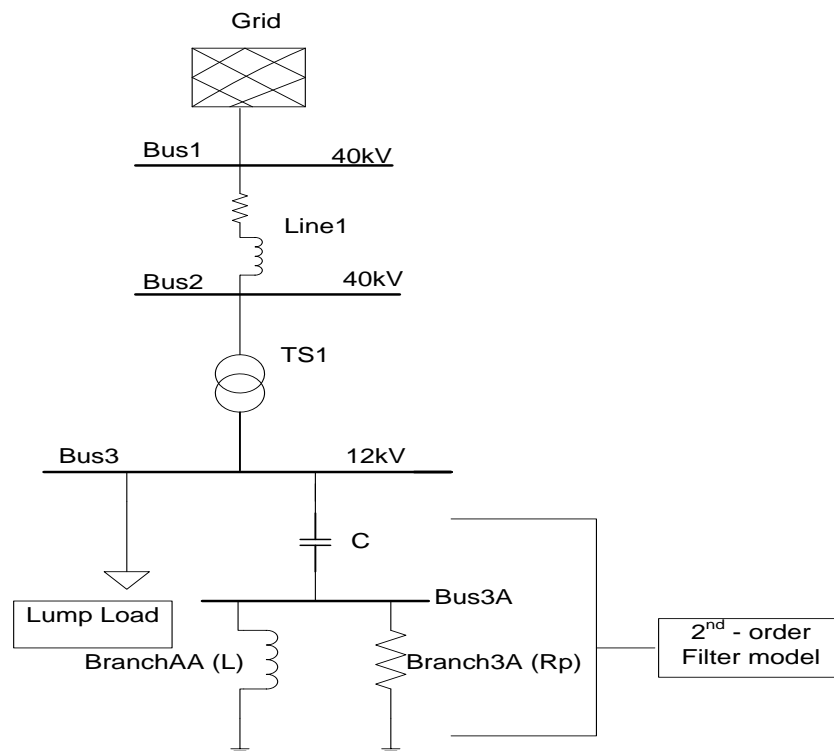 Grid
Bus1
40kV
Line1
Bus2
40kV
TS1
Bus3
12kV
C
Bus3A
Lump Load
BranchAA (L)
Branch3A (Rp)
2nd - order
Filter model